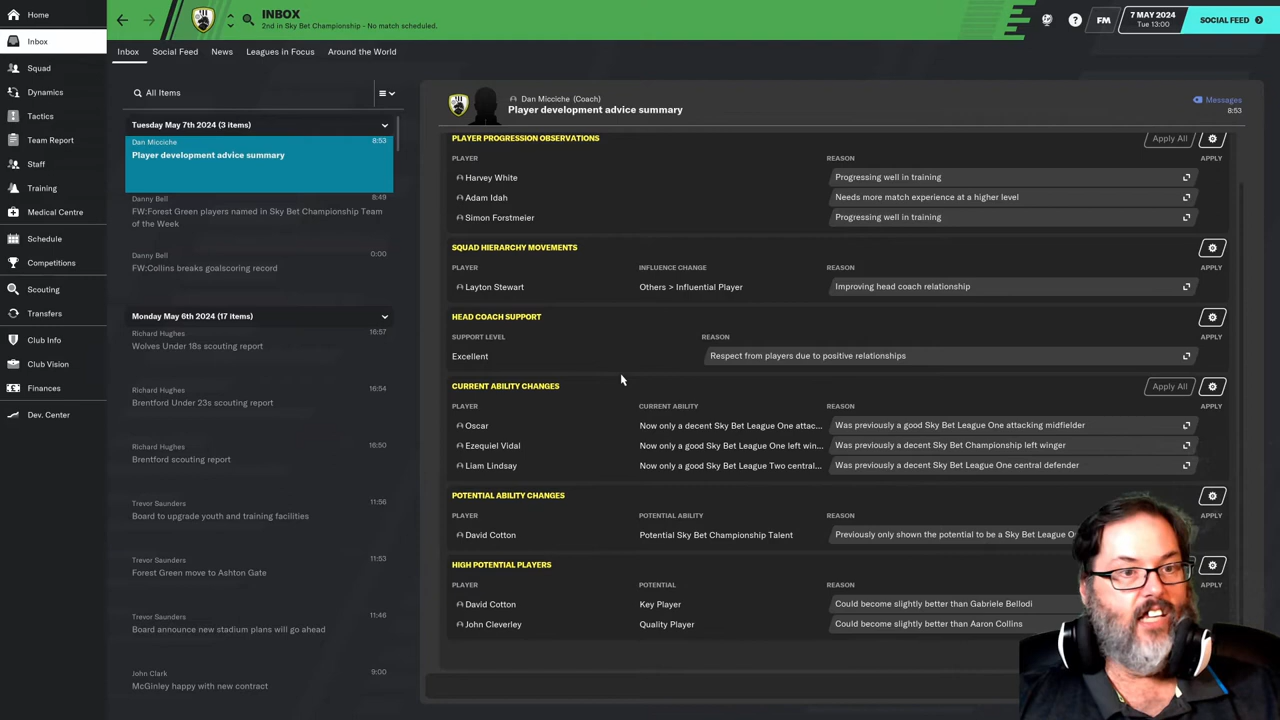 Home
INBOX
2nd in Sky Bet Championship - No match scheduled.
FM
7 MAY 2024
Tue 13:00
SOCIAL FEED
Inbox
Squad
Dynamics
Tactics
Team Report
Staff
Training
Medical Centre
Schedule
Competitions
Scouting
Transfers
Club Info
Club Vision
Finances
Dev. Center
Inbox Social Feed News Leagues in Focus Around the World
All Items
Tuesday May 7th 2024 (3 items)
Dan Micciche 8:53
Player development advice summary
Danny Bell 8:49
FW:Forest Green players named in Sky Bet Championship Team
of the Week
Danny Bell 0:00
FW:Collins breaks goalscoring record
Monday May 6th 2024 (17 items)
Richard Hughes 16:57
Wolves Under 18s scouting report
Richard Hughes 16:54
Brentford Under 23s scouting report
Richard Hughes 16:50
Brentford scouting report
Trevor Saunders 11:56
Board to upgrade youth and training facilities
Trevor Saunders 11:53
Forest Green move to Ashton Gate
Trevor Saunders 11:46
Board announce new stadium plans will go ahead
John Clark 9:00
McGinley happy with new contract
Dan Micciche (Coach)
Player development advice summary
Messages
8:53
PLAYER PROGRESSION OBSERVATIONS Apply All
PLAYER REASON APPLY
Harvey White Progressing well in training
Adam Idah Needs more match experience at a higher level
Simon Forstmeier Progressing well in training
SQUAD HIERARCHY MOVEMENTS
PLAYER INFLUENCE CHANGE REASON APPLY
Layton Stewart Others > Influential Player Improving head coach relationship
HEAD COACH SUPPORT
SUPPORT LEVEL REASON APPLY
Excellent Respect from players due to positive relationships
CURRENT ABILITY CHANGES Apply All
PLAYER CURRENT ABILITY REASON APPLY
Oscar Now only a decent Sky Bet League One attac... Was previously a good Sky Bet League One attacking midfielder
Ezequiel Vidal Now only a good Sky Bet League One left win... Was previously a decent Sky Bet Championship left winger
Liam Lindsay Now only a good Sky Bet League Two central... Was previously a decent Sky Bet League One central defender
POTENTIAL ABILITY CHANGES
PLAYER POTENTIAL ABILITY REASON APPLY
David Cotton Potential Sky Bet Championship Talent Previously only shown the potential to be a Sky Bet League
HIGH POTENTIAL PLAYERS
PLAYER POTENTIAL REASON APPLY
David Cotton Key Player Could become slightly better than Gabriele Bellodi
John Cleverley Quality Player Could become slightly better than Aaron Collins